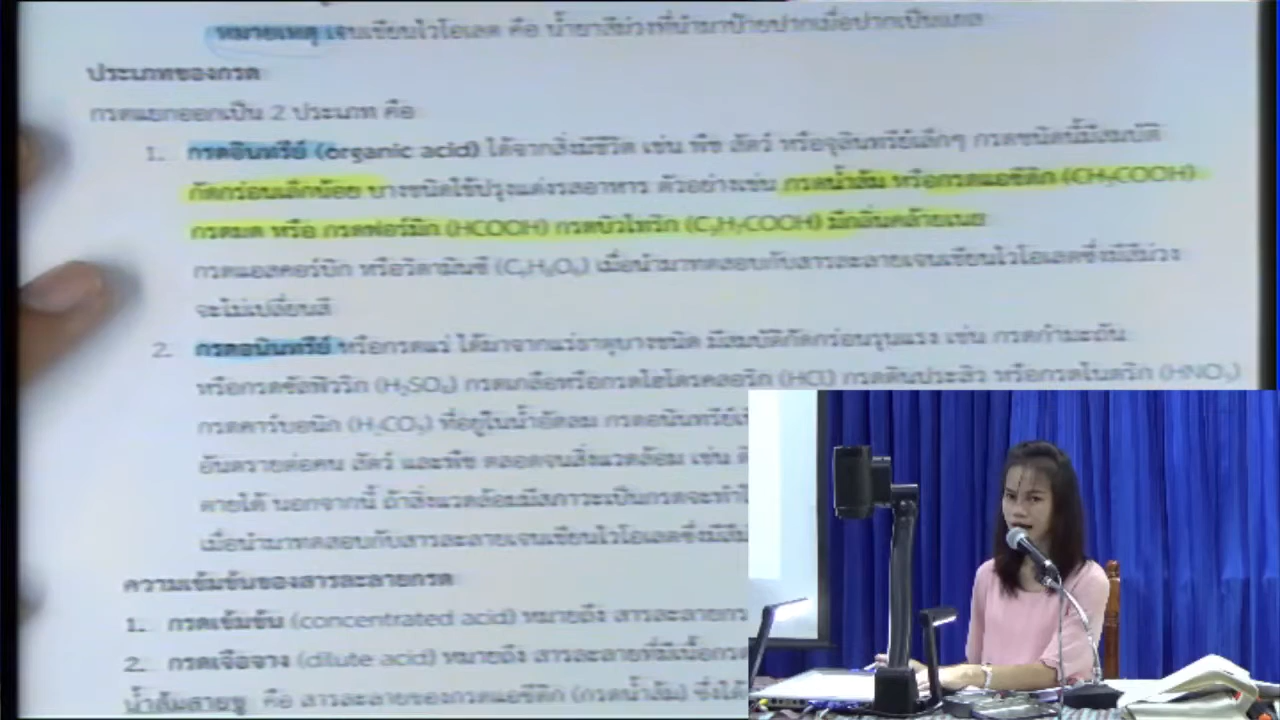 หมายเหตุ เจนเชียนไวโอเลต คือ น้ำยาสีม่วงที่นำมาป้ายปากเมื่อปากเป็นแผล
ประเภทของกรด
กรดแยกออกเป็น 2 ประเภท คือ
1. กรดอินทรีย์ (organic acid) ได้จากสิ่งมีชีวิต เช่น พืช สัตว์ หรือจุลินทรีย์เล็กๆ กรดชนิดนี้มีสมบัติ
กัดกร่อนเล็กน้อย บางชนิดใช้ปรุงแต่งรสอาหาร ตัวอย่างเช่น กรดน้ำส้ม หรือกรดแอซิติก (CH₃COOH)
กรดมด หรือ กรดฟอร์มิก (HCOOH) กรดบิวไทริก (C₃H₇COOH) มีกลิ่นคล้ายเนย
กรดแอสคอร์บิก หรือวิตามินซี (C₆H₈O₆) เมื่อนำมาทดสอบกับสารละลายเจนเชียนไวโอเลตซึ่งมีสีม่วง
จะไม่เปลี่ยนสี
2. กรดอนินทรีย์ หรือกรดแร่ ได้มาจากแร่ธาตุบางชนิด มีสมบัติกัดกร่อนรุนแรง เช่น กรดกำมะถัน
หรือกรดซัลฟิวริก (H₂SO₄) กรดเกลือหรือกรดไฮโดรคลอริก (HCl) กรดดินประสิว หรือกรดไนตริก (HNO₃)
กรดคาร์บอนิก (H₂CO₃) ที่อยู่ในน้ำอัดลม กรดอนินทรีย์
อันตรายต่อคน สัตว์ และพืช ตลอดจนสิ่งแวดล้อม เช่น
ตายได้ นอกจากนี้ ถ้าสิ่งแวดล้อมมีสภาวะเป็นกรดจะทำ
เมื่อนำมาทดสอบกับสารละลายเจนเชียนไวโอเลตซึ่งมีสี
ความเข้มข้นของสารละลายกรด
1. กรดเข้มข้น (concentrated acid) หมายถึง สารละลายกร
2. กรดเจือจาง (dilute acid) หมายถึง สารละลายที่มีเนื้อกร
น้ำส้มสายชู คือ สารละลายของกรดแอซิติก (กรดน้ำส้ม) ซึ่งได้